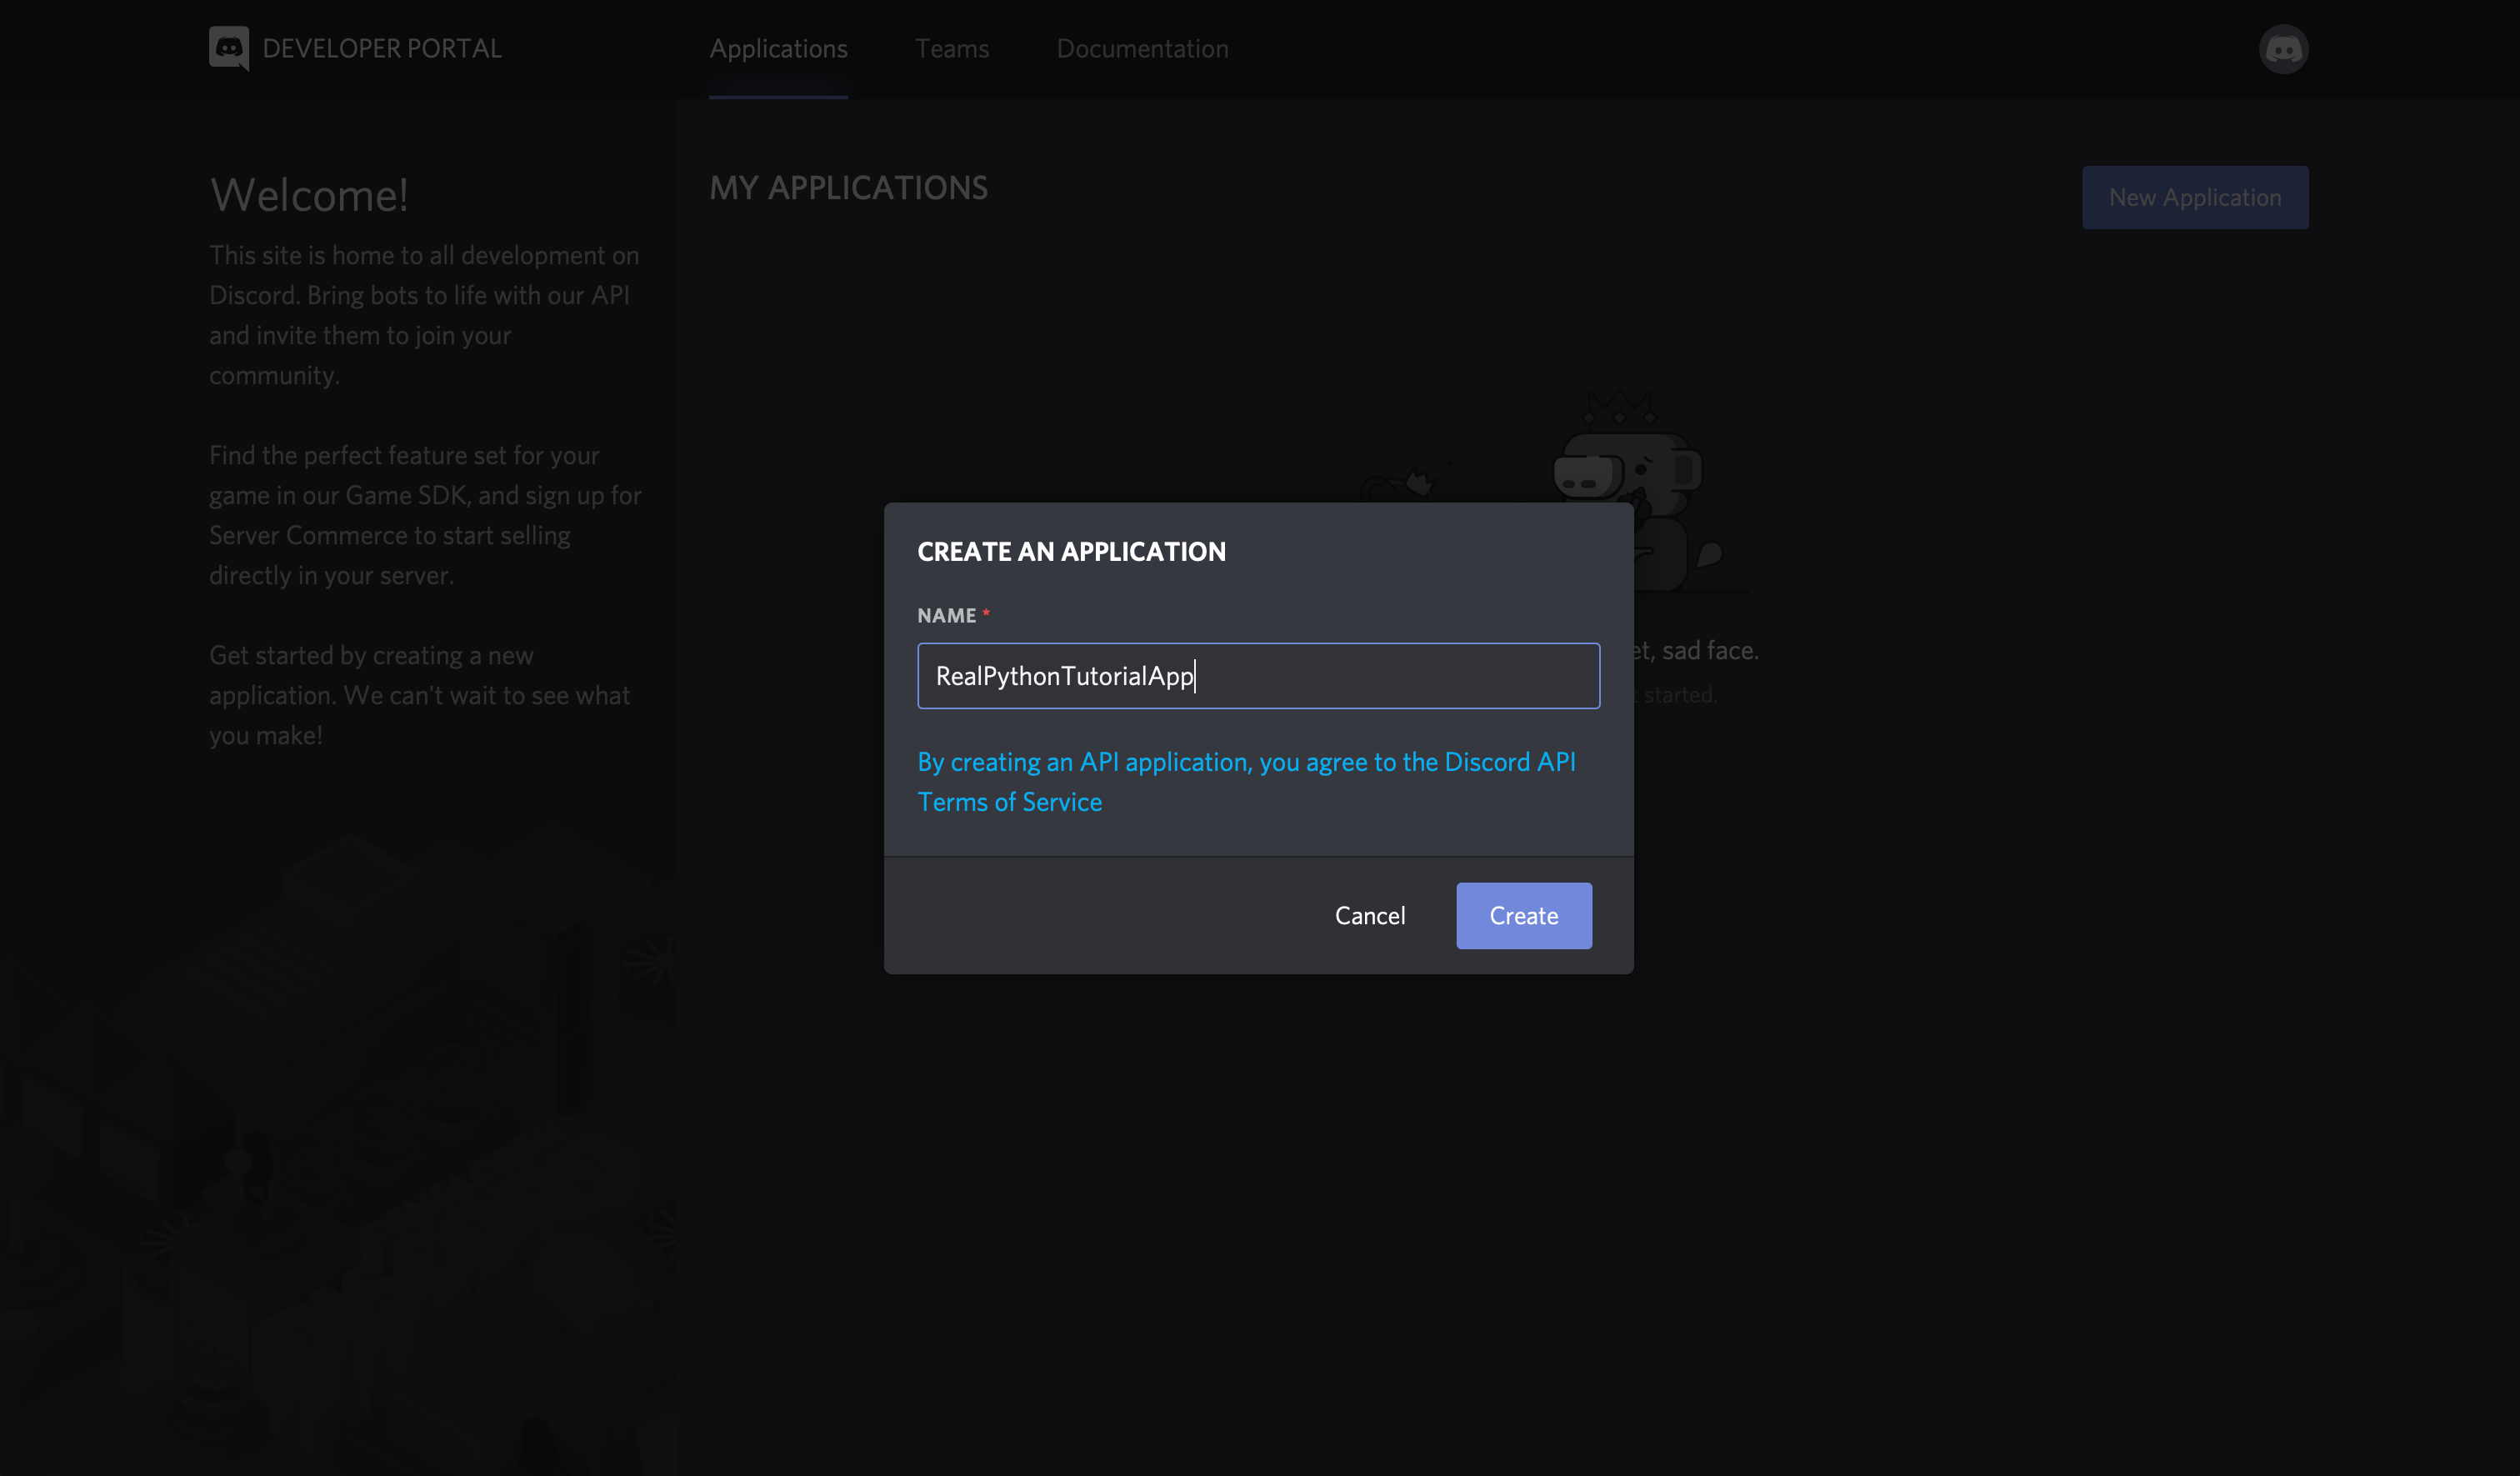 DEVELOPER PORTAL
Applications
Teams
Documentation
Welcome!
This site is home to all development on
Discord. Bring bots to life with our API
and invite them to join your
community.
Find the perfect feature set for your
game in our Game SDK, and sign up for
Server Commerce to start selling
directly in your server.
Get started by creating a new
application. We can't wait to see what
you make!
MY APPLICATIONS
New Application
CREATE AN APPLICATION
NAME *
RealPythonTutorialApp
By creating an API application, you agree to the Discord API
Terms of Service
Cancel
Create
sad face.
started.